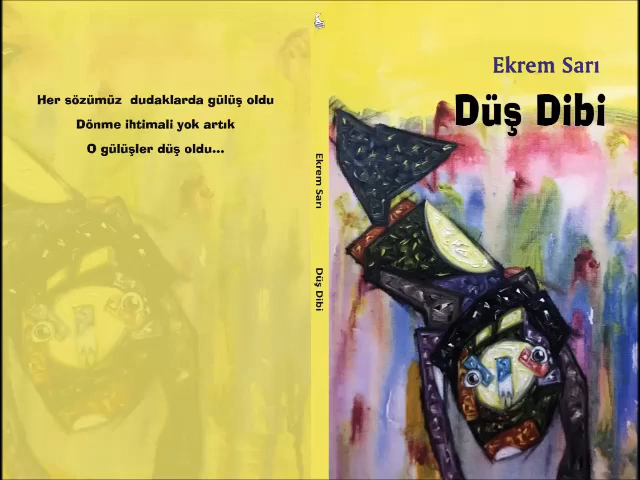 Her sözümüz dudaklarda gülüş oldu
Dönme ihtimali yok artık
O gülüşler düş oldu...
Ekrem Sarı
Düş Dibi
Ekrem Sarı
Düş Dibi